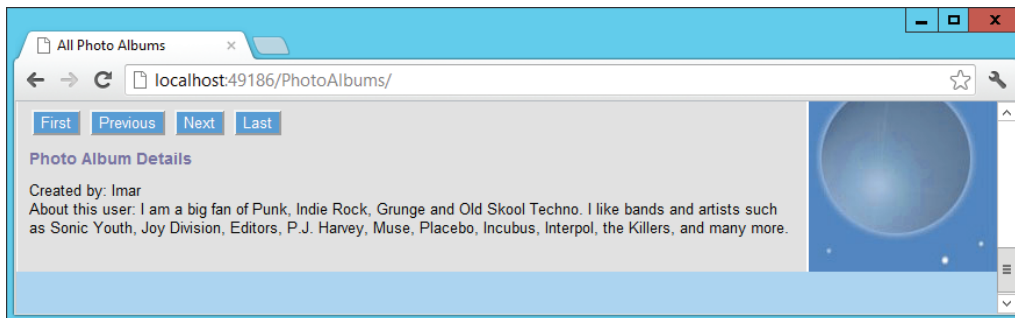 All Photo Albums
localhost:49186/PhotoAlbums/
First Previous Next Last
Photo Album Details
Created by: Imar
About this user: I am a big fan of Punk, Indie Rock, Grunge and Old Skool Techno. I like bands and artists such
as Sonic Youth, Joy Division, Editors, P.J. Harvey, Muse, Placebo, Incubus, Interpol, the Killers, and many more.